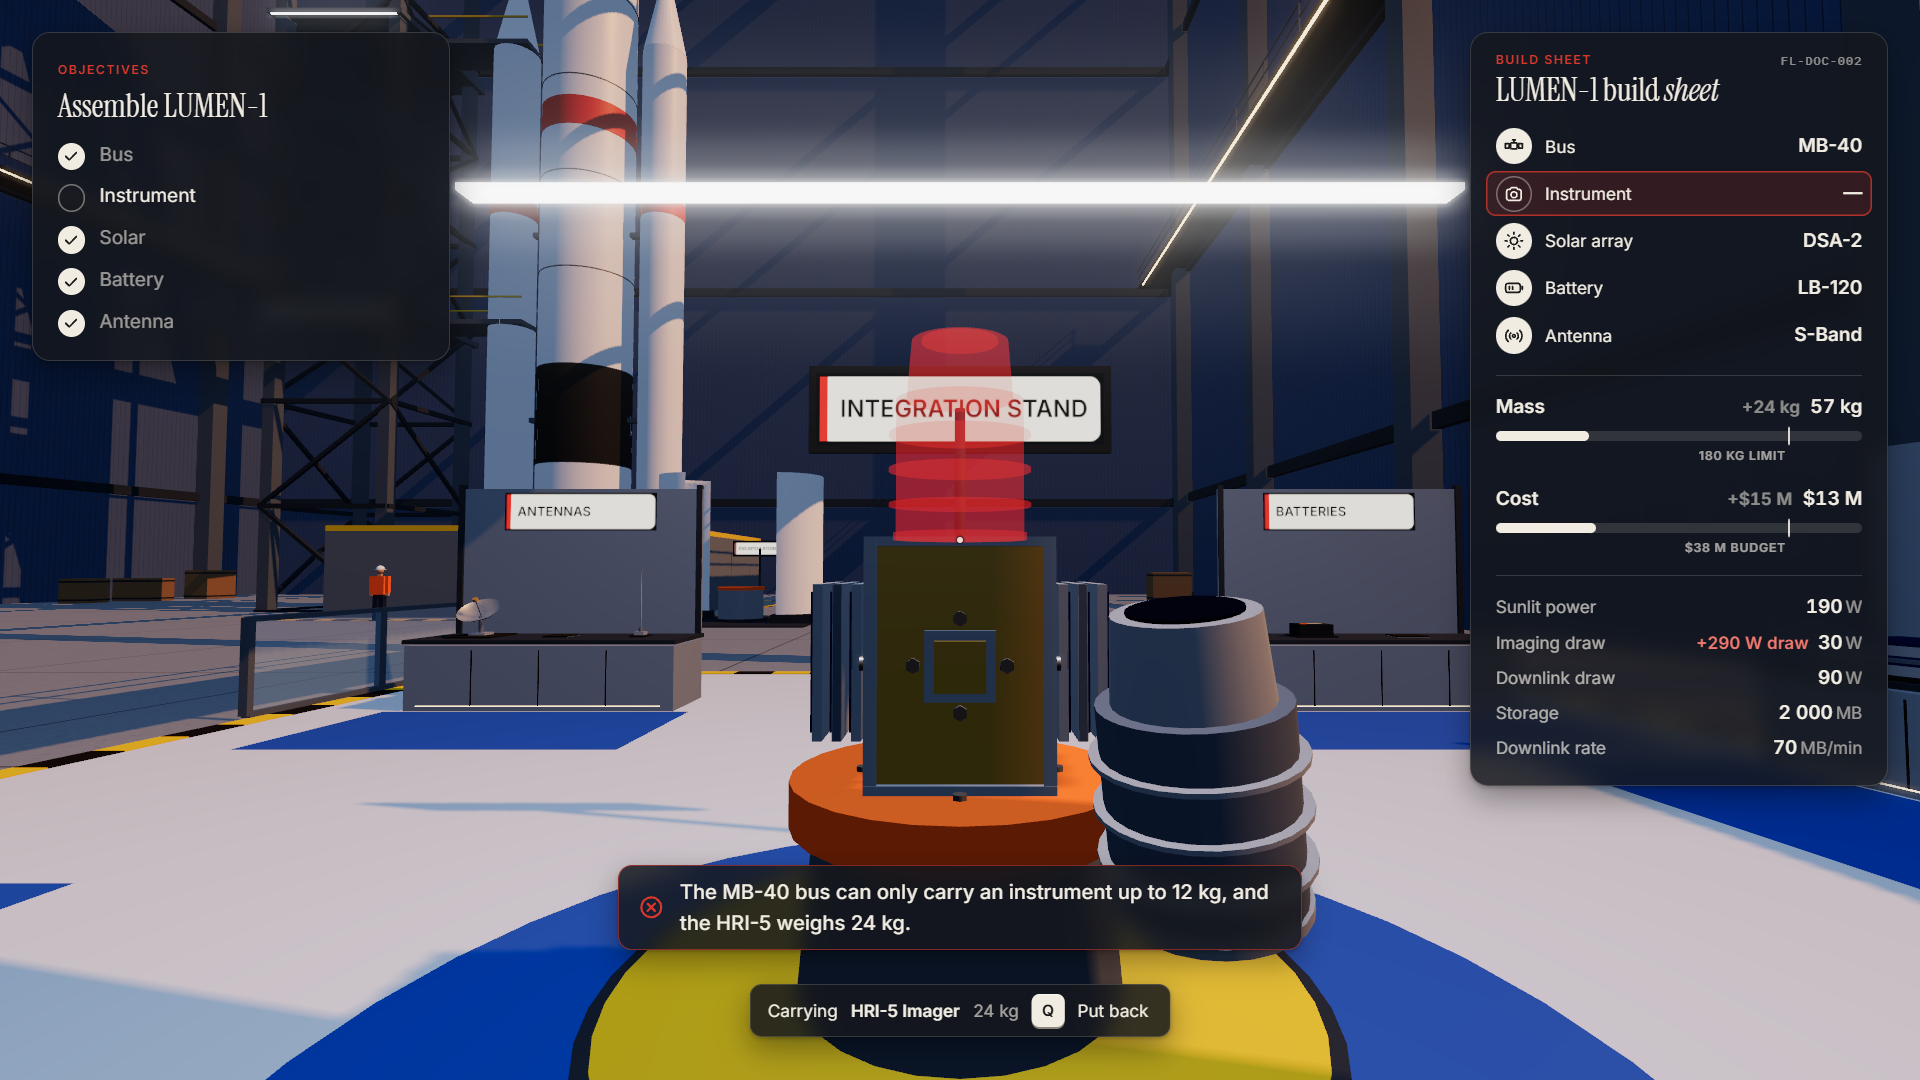 OBJECTIVES
Assemble LUMEN-1
Bus
Instrument
Solar
Battery
Antenna
BUILD SHEET FL-DOC-002
LUMEN-1 build sheet
Bus MB-40
Instrument —
Solar array DSA-2
Battery LB-120
Antenna S-Band
Mass +24 kg 57 kg
180 KG LIMIT
Cost +$15 M $13 M
$38 M BUDGET
Sunlit power 190 W
Imaging draw +290 W draw 30 W
Downlink draw 90 W
Storage 2 000 MB
Downlink rate 70 MB/min
INTEGRATION STAND
ANTENNAS
BATTERIES
The MB-40 bus can only carry an instrument up to 12 kg, and
the HRI-5 weighs 24 kg.
Carrying HRI-5 Imager 24 kg Q Put back